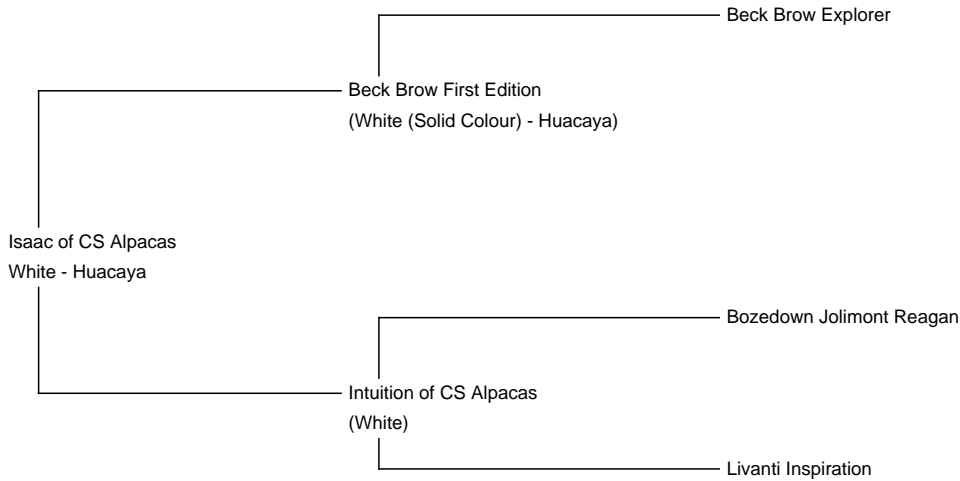 Beck Brow Explorer
Beck Brow First Edition
(White (Solid Colour) - Huacaya)
Isaac of CS Alpacas
White - Huacaya
Bozedown Jolimont Reagan
Intuition of CS Alpacas
(White)
Livanti Inspiration